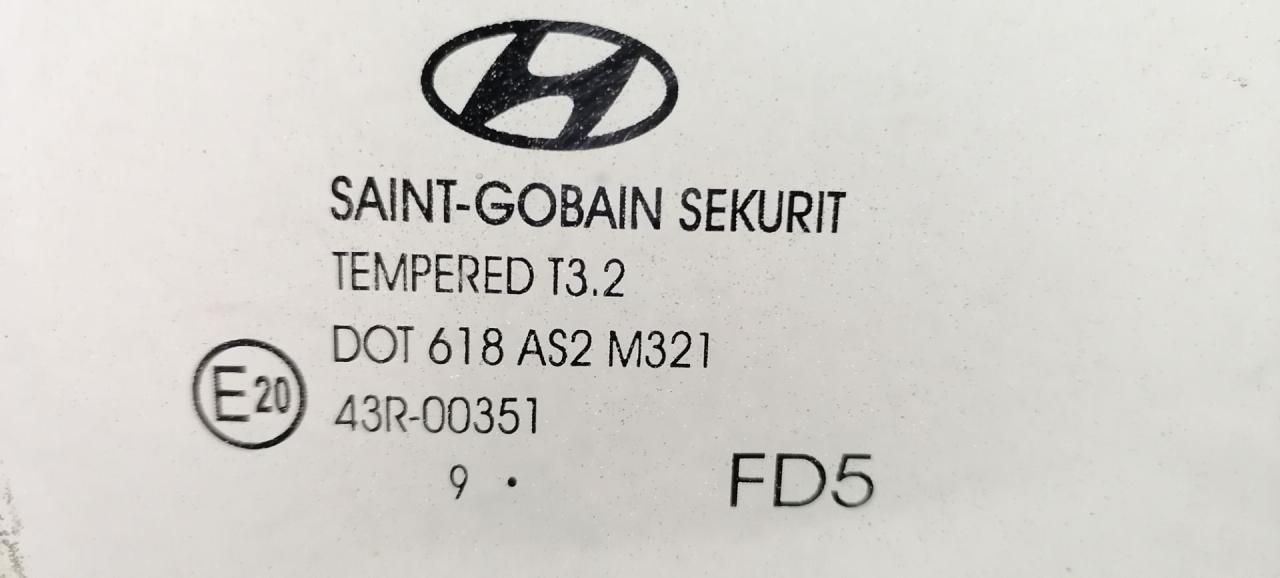 SAINT-GOBAIN SEKURIT
TEMPERED T3.2
DOT 618 AS2 M321
E20 43R-00351
9 .
FD5